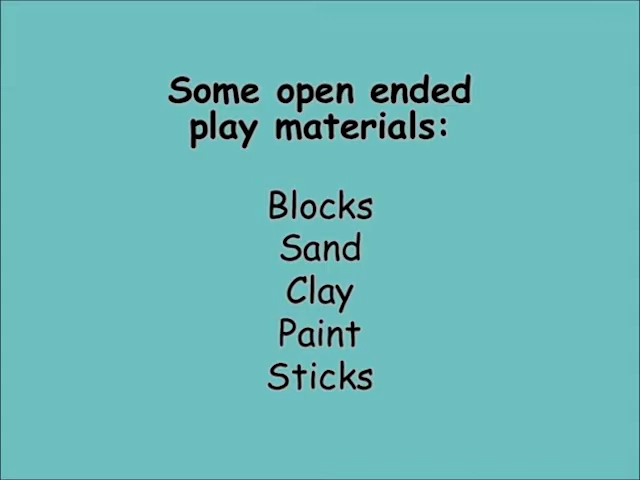 Some open ended
play materials:
Blocks
Sand
Clay
Paint
Sticks